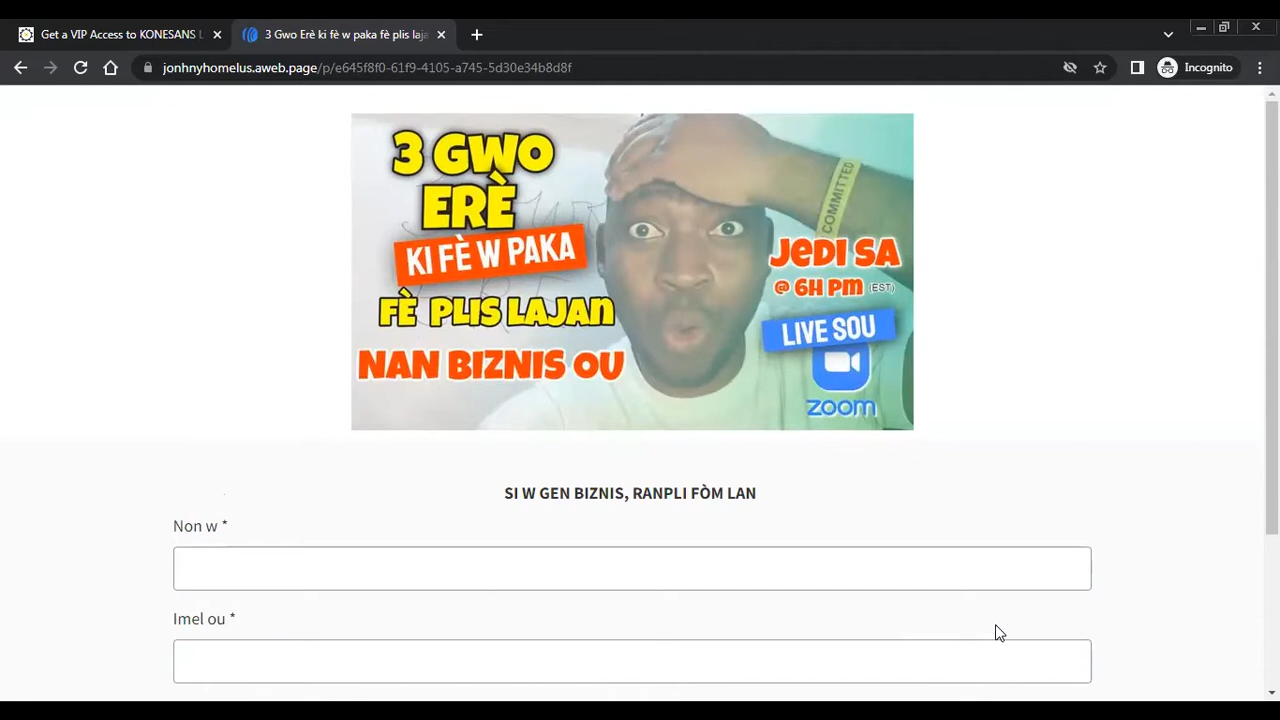 Get a VIP Access to KONESANS L
3 Gwo Erè ki fè w paka fè plis laja
jonhnyhomelus.aweb.page/p/e645f8f0-61f9-4105-a745-5d30e34b8d8f
Incognito
3 GWO
ERÈ
KI FÈ W PAKA
FÈ PLIS LAJAN
NAN BIZNIS OU
COMMITTED
JEDI SA
@ 6H PM (EST)
LIVE SOU
zoom
SI W GEN BIZNIS, RANPLI FÒM LAN
Non w *
Imel ou *